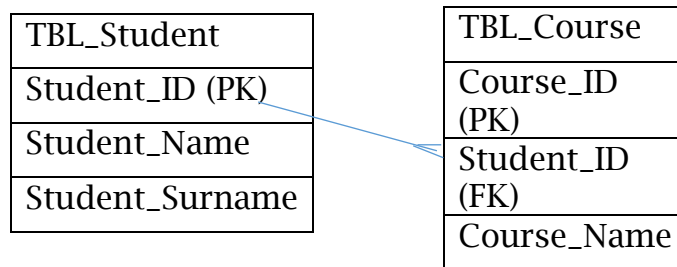 TBL_Student
Student_ID (PK)
Student_Name
Student_Surname
TBL_Course
Course_ID
(PK)
Student_ID
(FK)
Course_Name